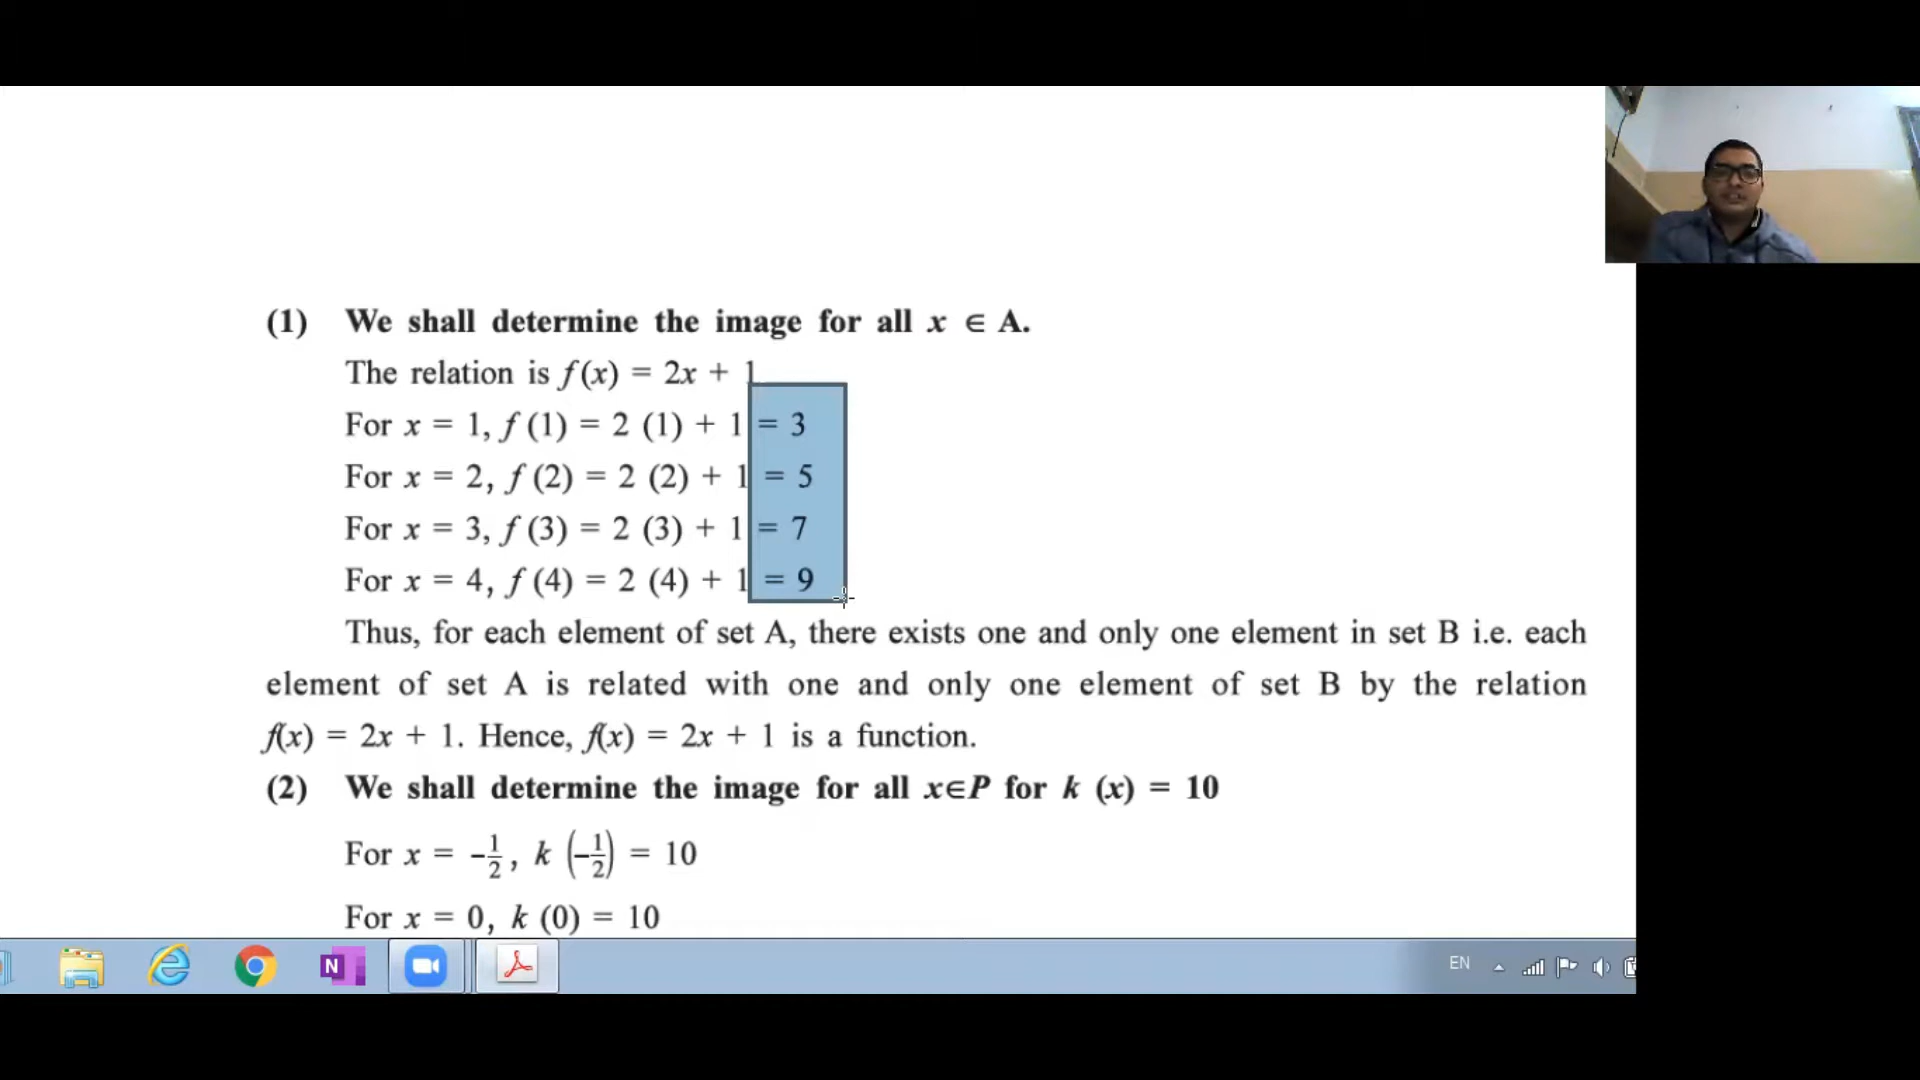 (1) We shall determine the image for all x ∈ A.
The relation is f(x) = 2x + 1
For x = 1, f (1) = 2 (1) + 1 = 3
For x = 2, f (2) = 2 (2) + 1 = 5
For x = 3, f (3) = 2 (3) + 1 = 7
For x = 4, f (4) = 2 (4) + 1 = 9
Thus, for each element of set A, there exists one and only one element in set B i.e. each
element of set A is related with one and only one element of set B by the relation
f(x) = 2x + 1. Hence, f(x) = 2x + 1 is a function.
(2) We shall determine the image for all x∈P for k (x) = 10
For x = -1/2, k (-1/2) = 10
For x = 0, k (0) = 10
N
EN